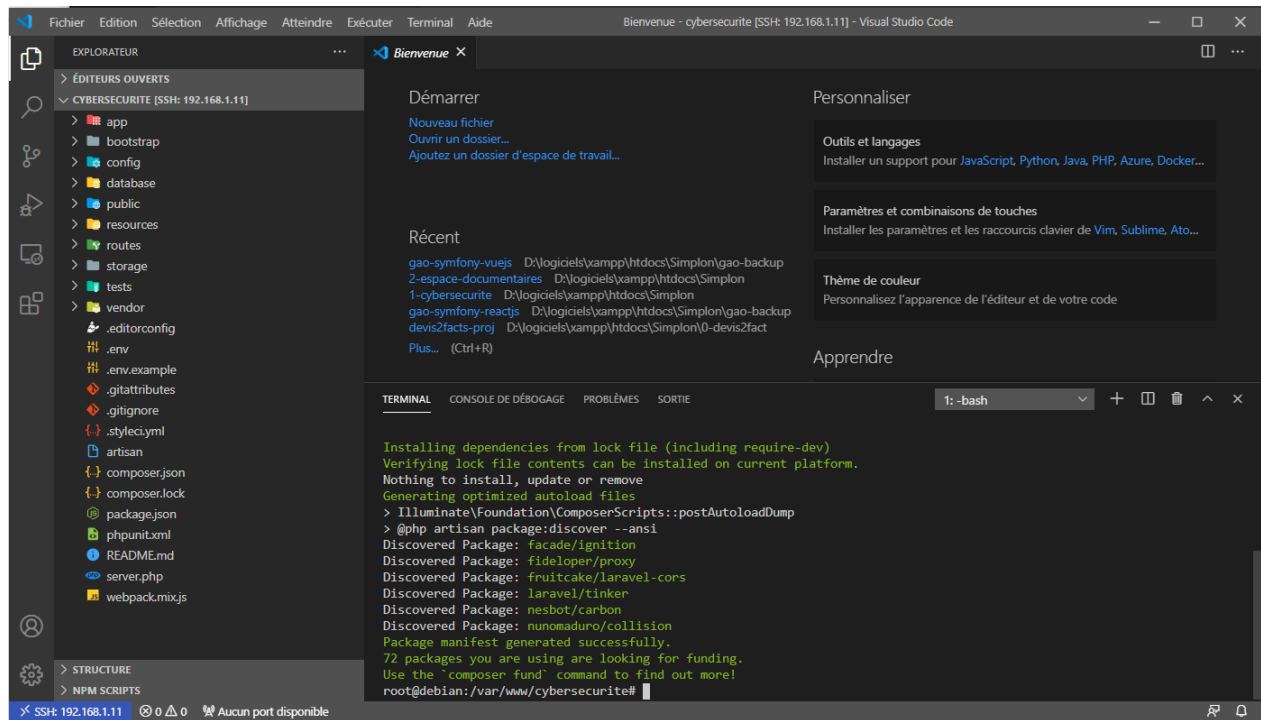 Fichier Edition Sélection Affichage Atteindre Exécuter Terminal Aide Bienvenue - cybersecurite [SSH: 192.168.1.11] - Visual Studio Code
EXPLORATEUR
ÉDITEURS OUVERTS
CYBERSECURITE [SSH: 192.168.1.11]
app
bootstrap
config
database
public
resources
routes
storage
tests
vendor
.editorconfig
.env
.env.example
.gitattributes
.gitignore
.styleci.yml
artisan
composer.json
composer.lock
package.json
phpunit.xml
README.md
server.php
webpack.mix.js
STRUCTURE
NPM SCRIPTS
Bienvenue
Démarrer
Nouveau fichier
Ouvrir un dossier...
Ajoutez un dossier d'espace de travail...
Récent
gao-symfony-vuejs D:\logiciels\xampp\htdocs\Simplon\gao-backup
2-espace-documentaires D:\logiciels\xampp\htdocs\Simplon
1-cybersecurite D:\logiciels\xampp\htdocs\Simplon
gao-symfony-reactjs D:\logiciels\xampp\htdocs\Simplon\gao-backup
devis2facts-proj D:\logiciels\xampp\htdocs\Simplon\0-devis2fact
Plus... (Ctrl+R)
Personnaliser
Outils et langages
Installer un support pour JavaScript, Python, Java, PHP, Azure, Docker...
Paramètres et combinaisons de touches
Installer les paramètres et les raccourcis clavier de Vim, Sublime, Ato...
Thème de couleur
Personnalisez l'apparence de l'éditeur et de votre code
Apprendre
TERMINAL CONSOLE DE DÉBOGAGE PROBLÈMES SORTIE 1: -bash
Installing dependencies from lock file (including require-dev)
Verifying lock file contents can be installed on current platform.
Nothing to install, update or remove
Generating optimized autoload files
> Illuminate\Foundation\ComposerScripts::postAutoloadDump
> @php artisan package:discover --ansi
Discovered Package: facade/ignition
Discovered Package: fideloper/proxy
Discovered Package: fruitcake/laravel-cors
Discovered Package: laravel/tinker
Discovered Package: nesbot/carbon
Discovered Package: nunomaduro/collision
Package manifest generated successfully.
72 packages you are using are looking for funding.
Use the `composer fund` command to find out more!
root@debian:/var/www/cybersecurite#
SSH: 192.168.1.11 0 0 Aucun port disponible